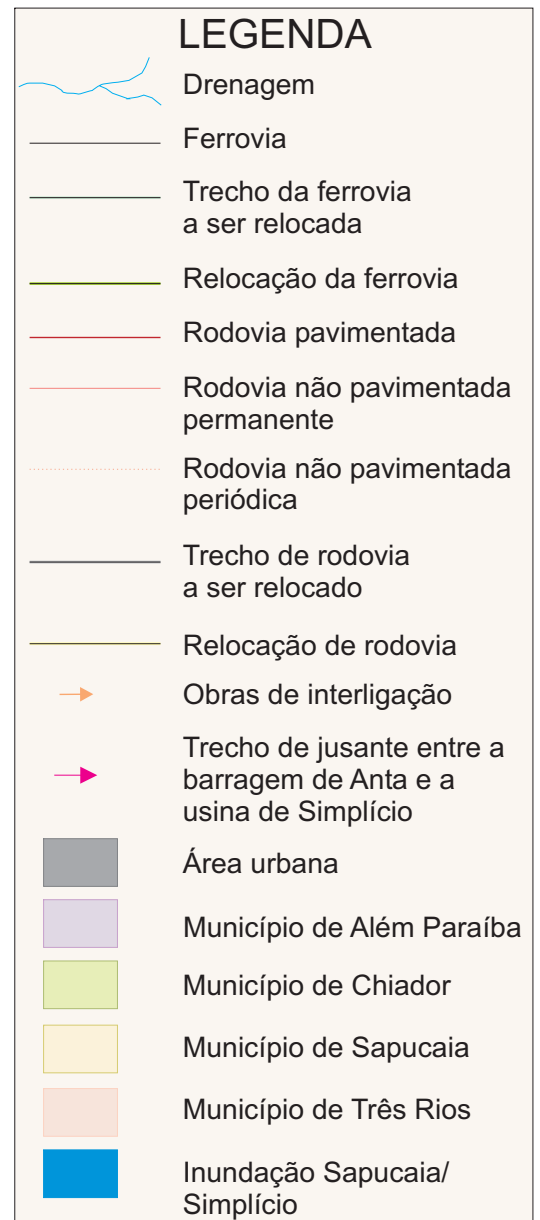 LEGENDA
Drenagem
Ferrovia
Trecho da ferrovia
a ser relocada
Relocação da ferrovia
Rodovia pavimentada
Rodovia não pavimentada
permanente
Rodovia não pavimentada
periódica
Trecho de rodovia
a ser relocado
Relocação de rodovia
Obras de interligação
Trecho de jusante entre a
barragem de Anta e a
usina de Simplício
Área urbana
Município de Além Paraíba
Município de Chiador
Município de Sapucaia
Município de Três Rios
Inundação Sapucaia/
Simplício